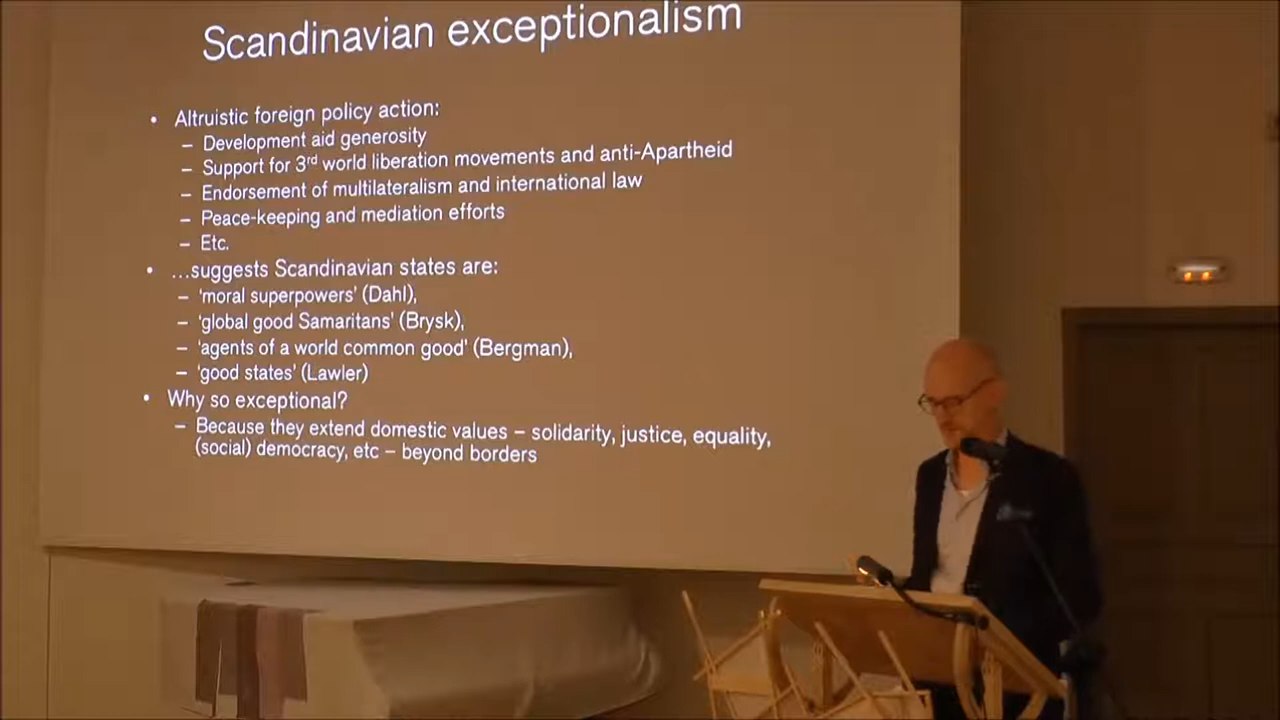 Scandinavian exceptionalism
• Altruistic foreign policy action:
– Development aid generosity
– Support for 3rd world liberation movements and anti-Apartheid
– Endorsement of multilateralism and international law
– Peace-keeping and mediation efforts
– Etc.
• …suggests Scandinavian states are:
– ‘moral superpowers’ (Dahl),
– ‘global good Samaritans’ (Brysk),
– ‘agents of a world common good’ (Bergman),
– ‘good states’ (Lawler)
• Why so exceptional?
– Because they extend domestic values – solidarity, justice, equality,
(social) democracy, etc – beyond borders